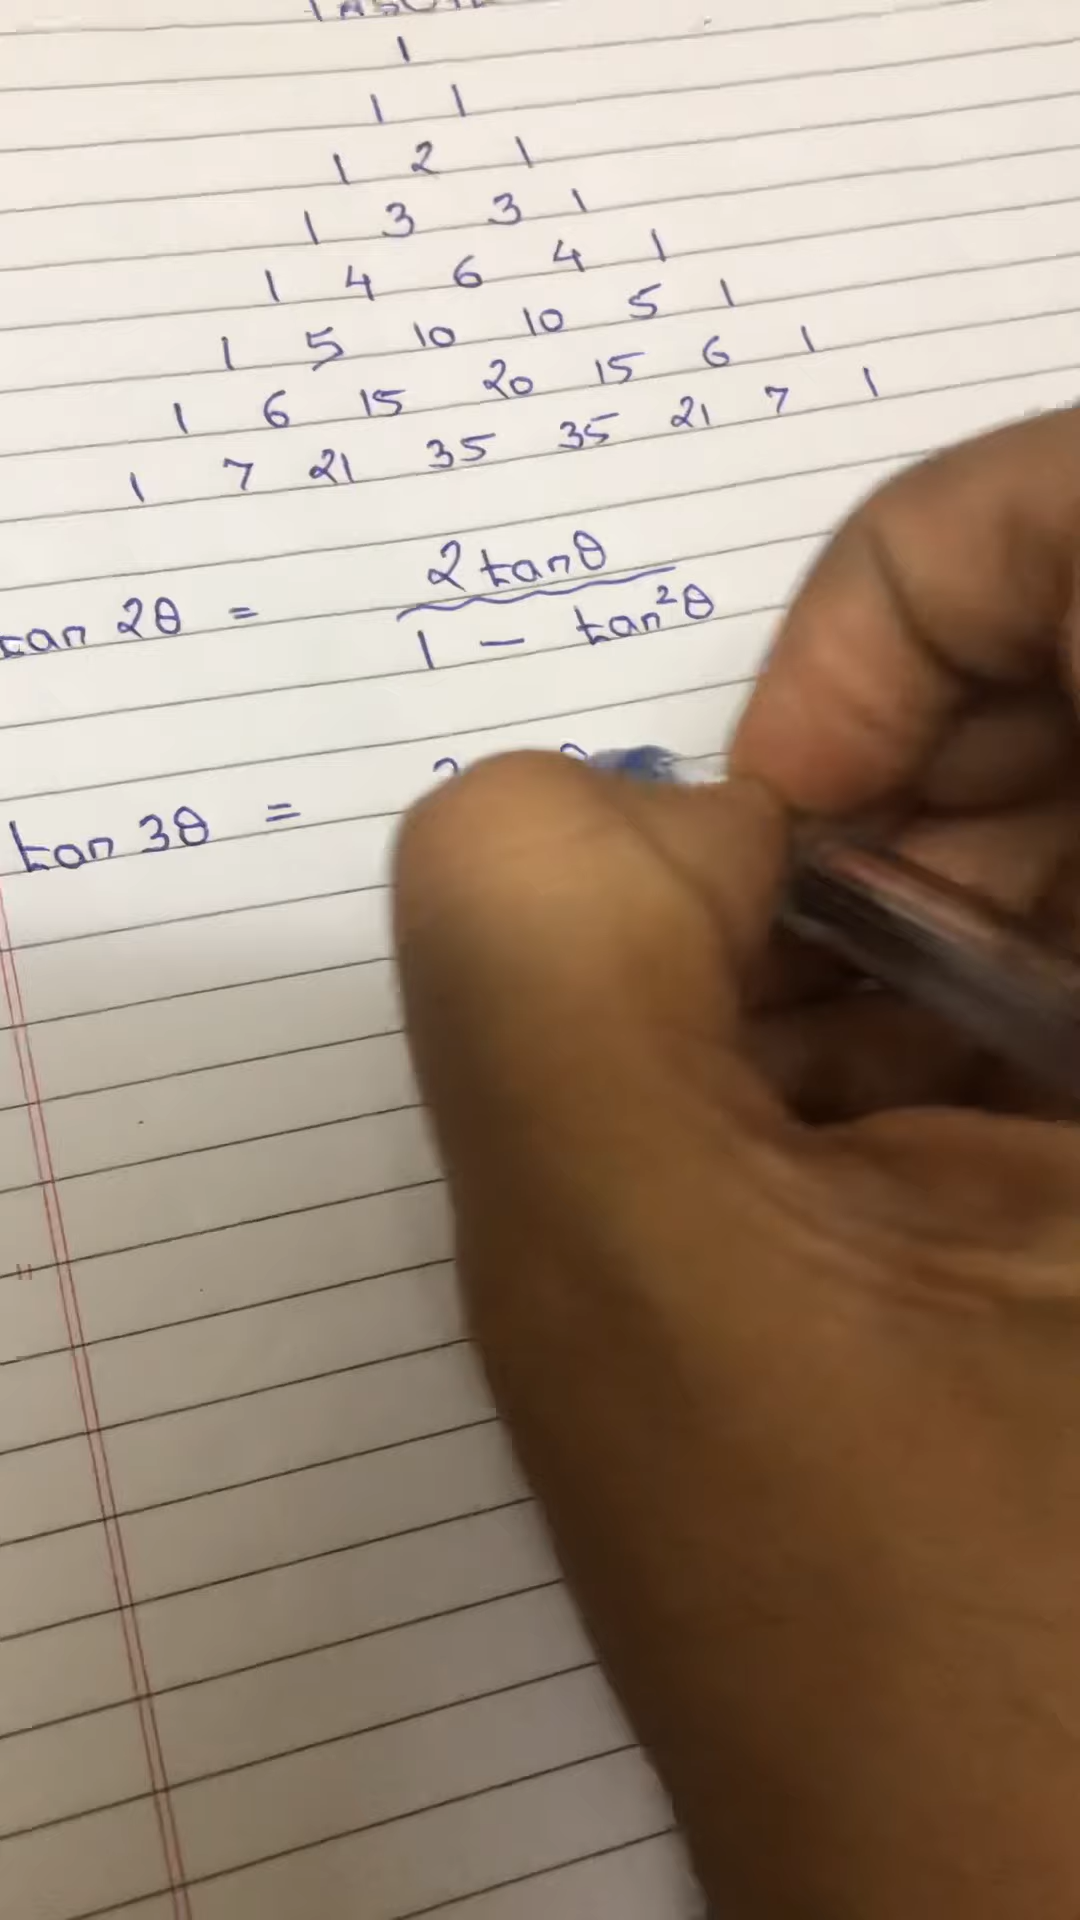 1
1 1
1 2 1
1 3 3 1
1 4 6 4 1
1 5 10 10 5 1
1 6 15 20 15 6 1
1 7 21 35 35 21 7 1
tan 2θ = 2 tanθ
1 - tan²θ
tan 3θ =